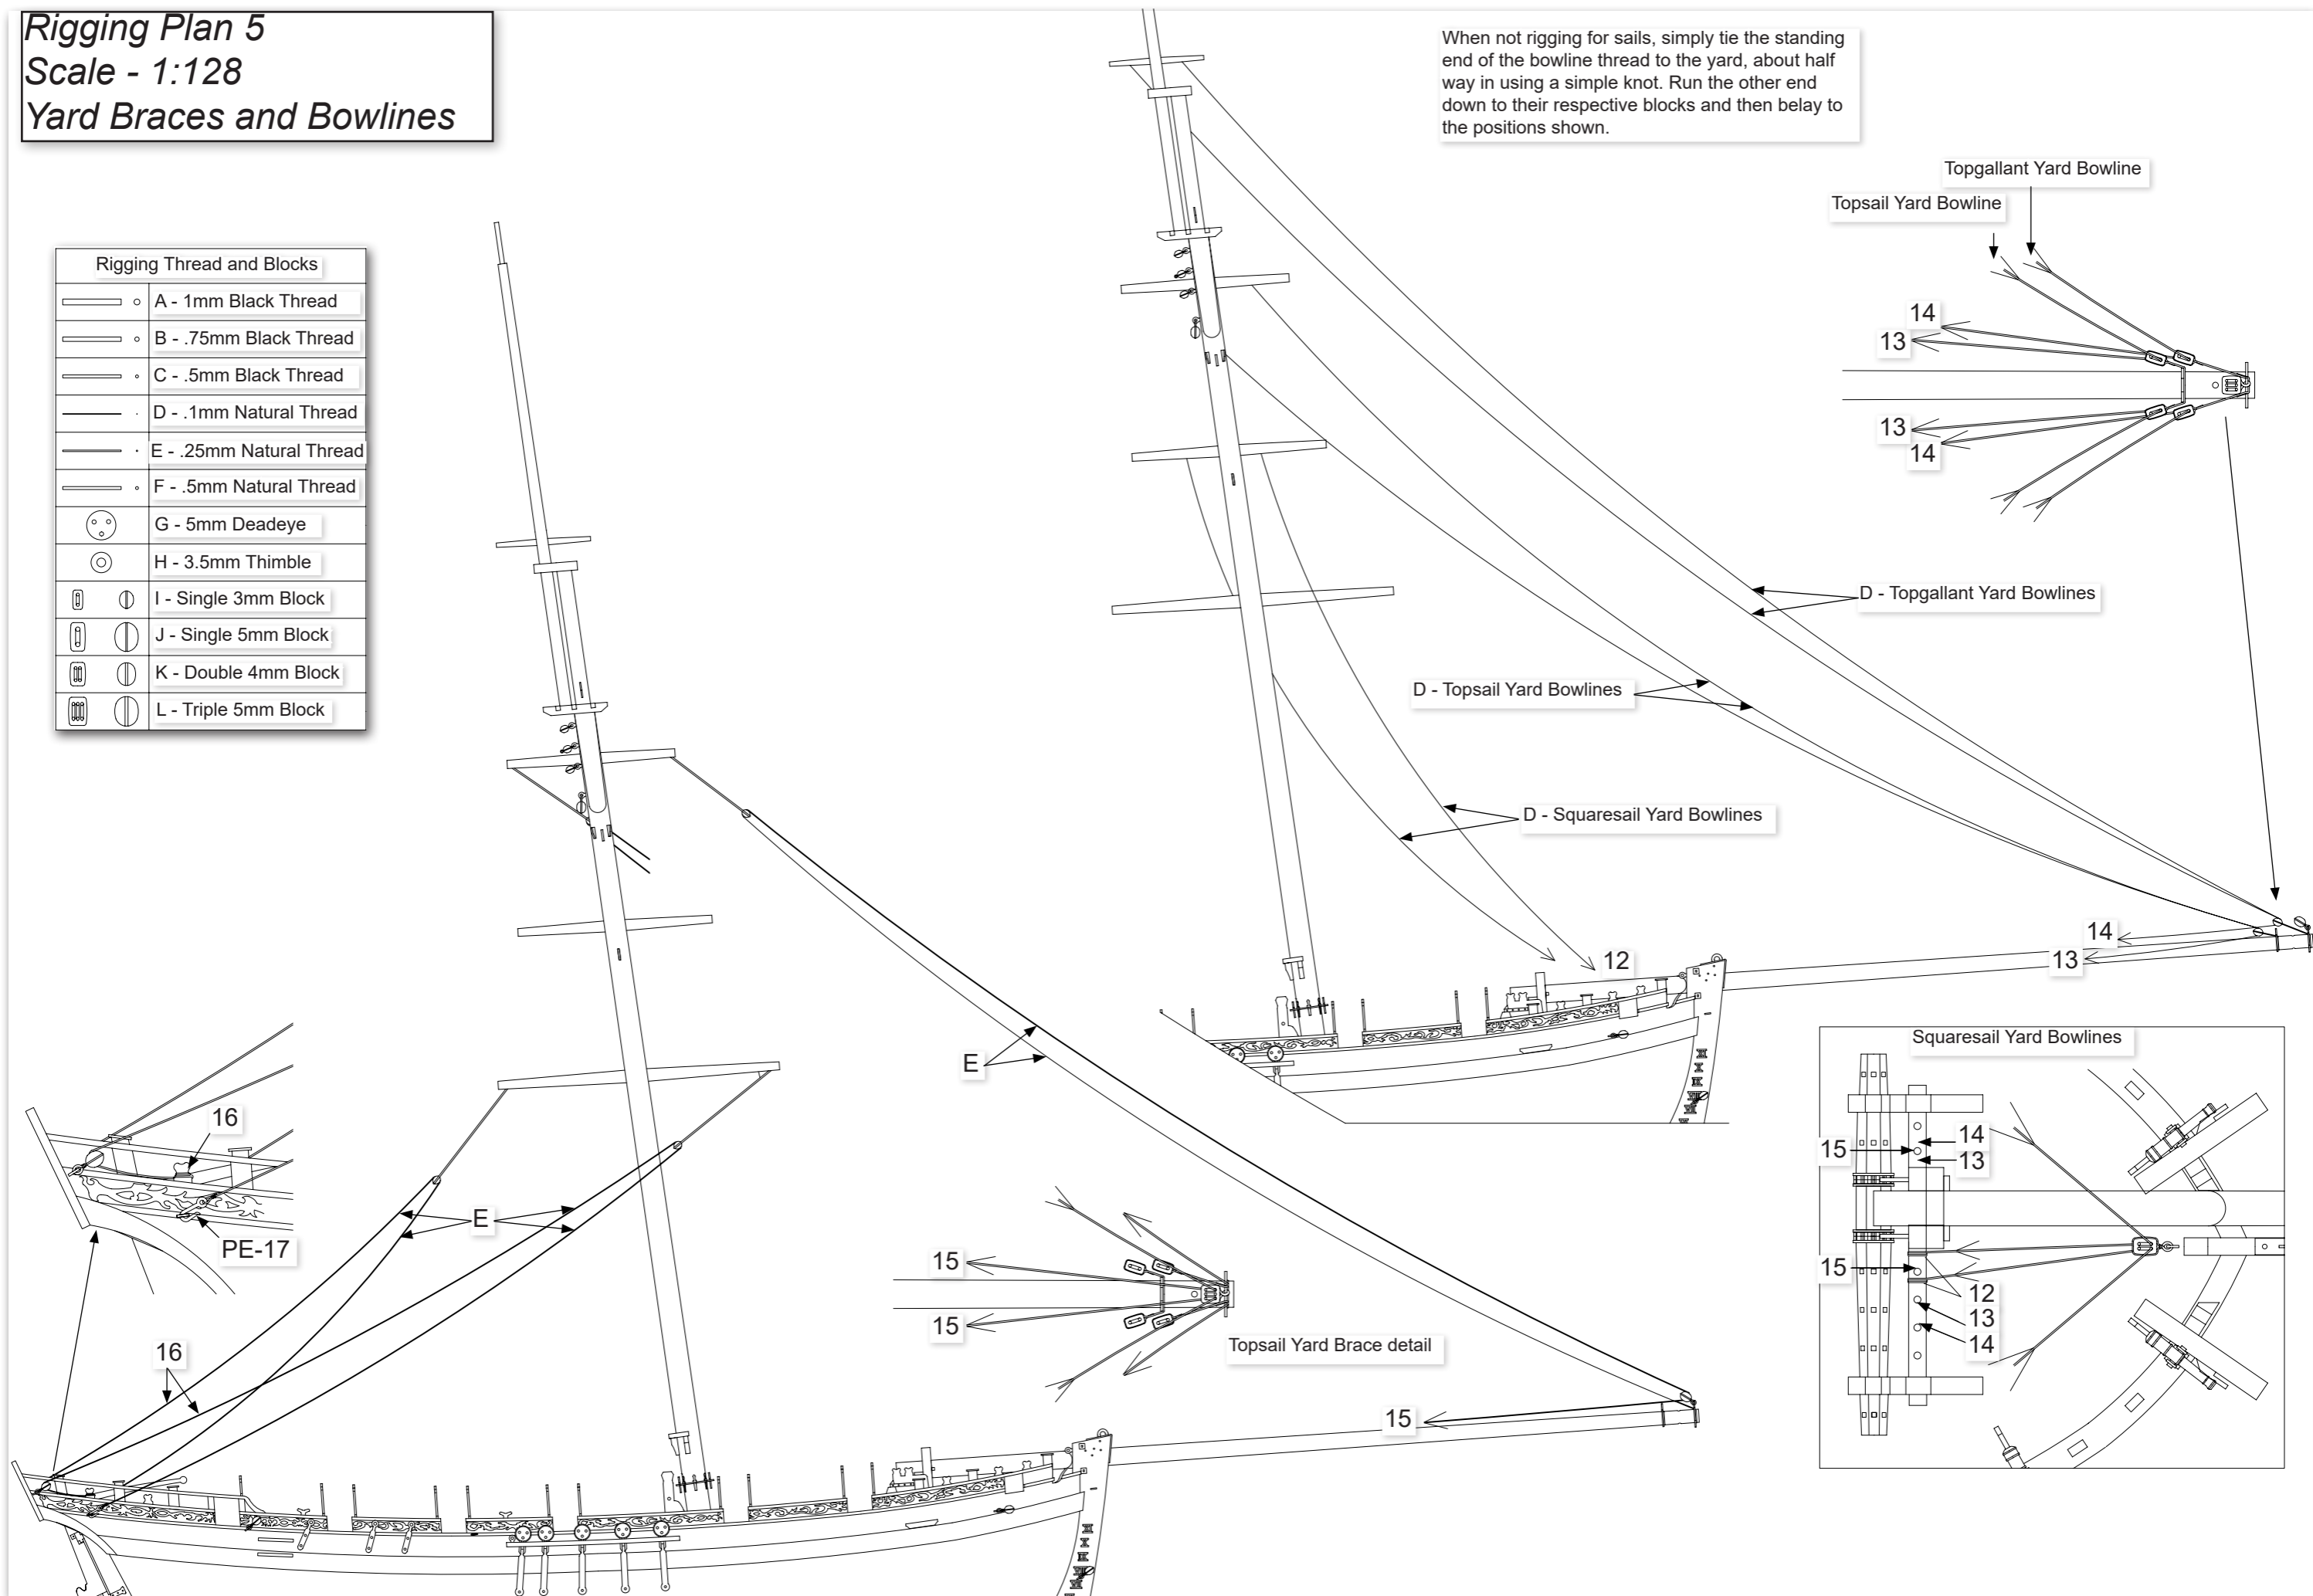 Rigging Plan 5
Scale - 1:128
Yard Braces and Bowlines
When not rigging for sails, simply tie the standing
end of the bowline thread to the yard, about half
way in using a simple knot. Run the other end
down to their respective blocks and then belay to
the positions shown.
Topgallant Yard Bowline
Topsail Yard Bowline
14
13
13
14
Rigging Thread and Blocks
A - 1mm Black Thread
B - .75mm Black Thread
C - .5mm Black Thread
D - .1mm Natural Thread
E - .25mm Natural Thread
F - .5mm Natural Thread
G - 5mm Deadeye
H - 3.5mm Thimble
I - Single 3mm Block
J - Single 5mm Block
K - Double 4mm Block
L - Triple 5mm Block
D - Topgallant Yard Bowlines
D - Topsail Yard Bowlines
D - Squaresail Yard Bowlines
14
13
12
E
Squaresail Yard Bowlines
14
15
13
15
12
13
14
16
PE-17
E
15
15
Topsail Yard Brace detail
16
15